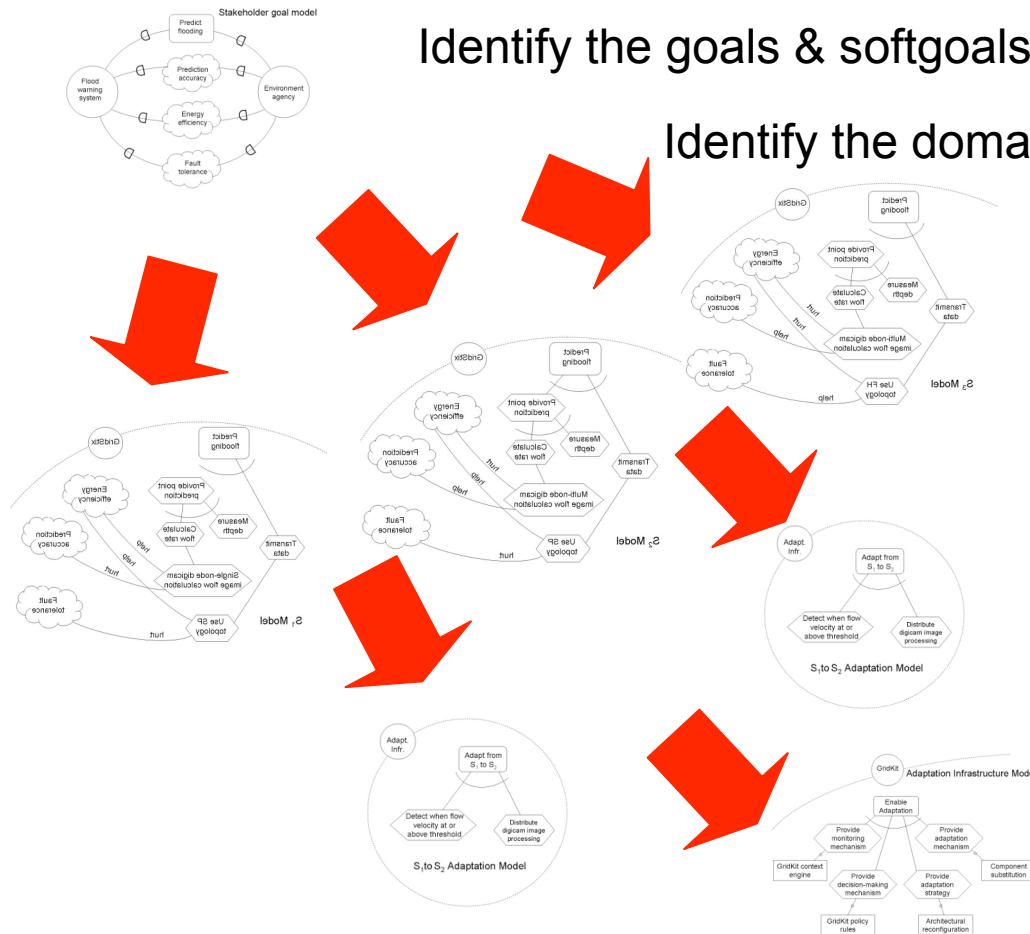 Stakeholder goal model
Predict
flooding
Flood
warning
system
Prediction
accuracy
Energy
efficiency
Fault
tolerance
Environment
agency
Identify the goals & softgoals
Identify the doma
GridStix
Predict
flooding
Energy
efficiency
Provide point
prediction
Measure
depth
Calculate
flow rate
Prediction
accuracy
Transmit
data
hurt
hurt
help
Multi-node digicam
image flow calculation
Fault
tolerance
help
Use FH
topology
S3 Model
GridStix
Predict
flooding
Energy
efficiency
Provide point
prediction
Measure
depth
Calculate
flow rate
Prediction
accuracy
Transmit
data
hurt
help
help
Multi-node digicam
image flow calculation
Fault
tolerance
hurt
Use SP
topology
S2 Model
GridStix
Predict
flooding
Energy
efficiency
Provide point
prediction
Measure
depth
Calculate
flow rate
Prediction
accuracy
Transmit
data
help
help
hurt
Single-node digicam
image flow calculation
Fault
tolerance
hurt
Use SP
topology
S1 Model
Adapt.
Infr.
Adapt from
S1 to S2
Detect when flow
velocity at or
above threshold
Distribute
digicam image
processing
S1to S2 Adaptation Model
Adapt.
Infr.
Adapt from
S1 to S2
Detect when flow
velocity at or
above threshold
Distribute
digicam image
processing
S1to S2 Adaptation Model
GridKit
Adaptation Infrastructure Mode
Enable
Adaptation
Provide
monitoring
mechanism
Provide
adaptation
mechanism
GridKit context
engine
Provide
decision-making
mechanism
Provide
adaptation
strategy
Component
substitution
GridKit policy
rules
Architectural
reconfiguration